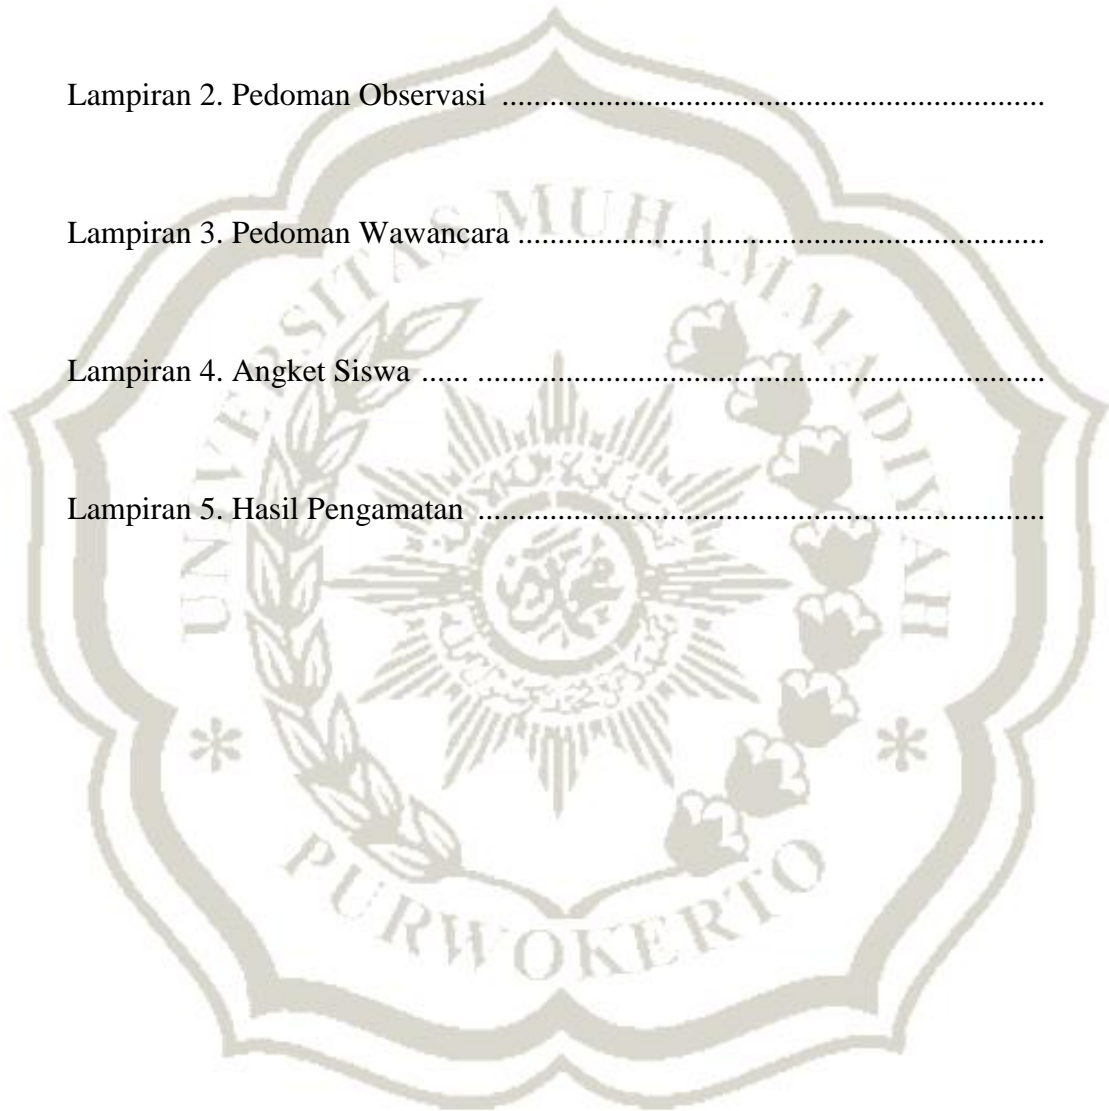 Lampiran 2. Pedoman Observasi ....................................................................
Lampiran 3. Pedoman Wawancara ..................................................................
Lampiran 4. Angket Siswa ...... .......................................................................
Lampiran 5. Hasil Pengamatan .......................................................................
UNIVERSITAS MUHAMMADIYAH
* PURWOKERTO *